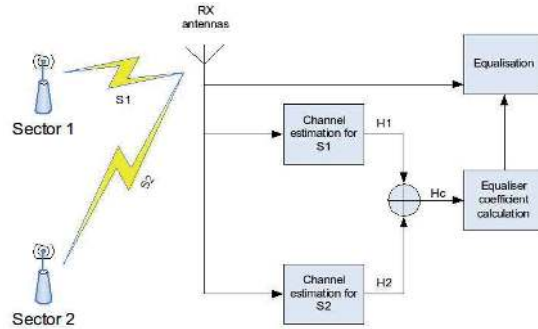 RX
antennas
S1
Sector 1
S2
Sector 2
Channel
estimation for
S1
H1
Equalisation
Hc
Equaliser
coefficient
calculation
Channel
estimation for
S2
H2